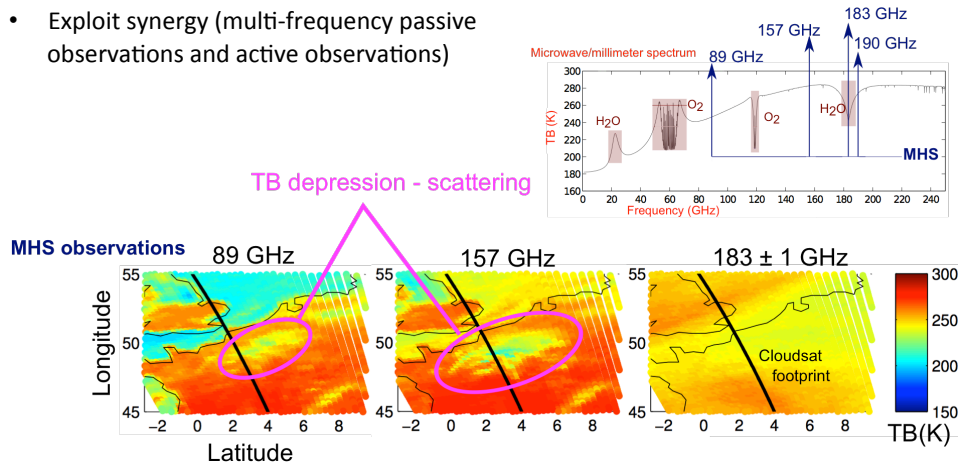 • Exploit synergy (multi-frequency passive
observations and active observations)
183 GHz
157 GHz
190 GHz
89 GHz
Microwave/millimeter spectrum
300
280
260
240
220
200
180
160
TB (K)
H2O
O2
O2
H2O
MHS
0 20 40 60 80 100 120 140 160 180 200 220 240
Frequency (GHz)
TB depression - scattering
MHS observations
89 GHz
157 GHz
183 ± 1 GHz
55
50
45
Longitude
−2 0 2 4 6 8
Latitude
55
50
45
−2 0 2 4 6 8
55
50
45
−2 0 2 4 6 8
Cloudsat
footprint
300
250
200
150
TB(K)